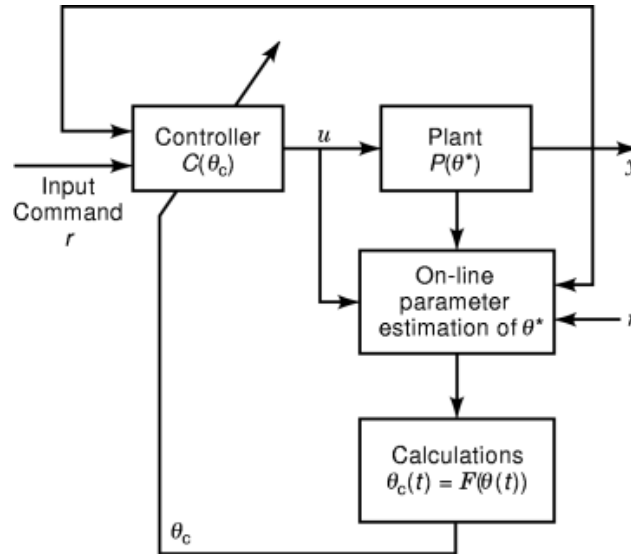 Controller
C(θc)
u
Plant
P(θ*)
Input
Command
r
On-line
parameter
estimation of θ*
Calculations
θc(t) = F(θ(t))
θc